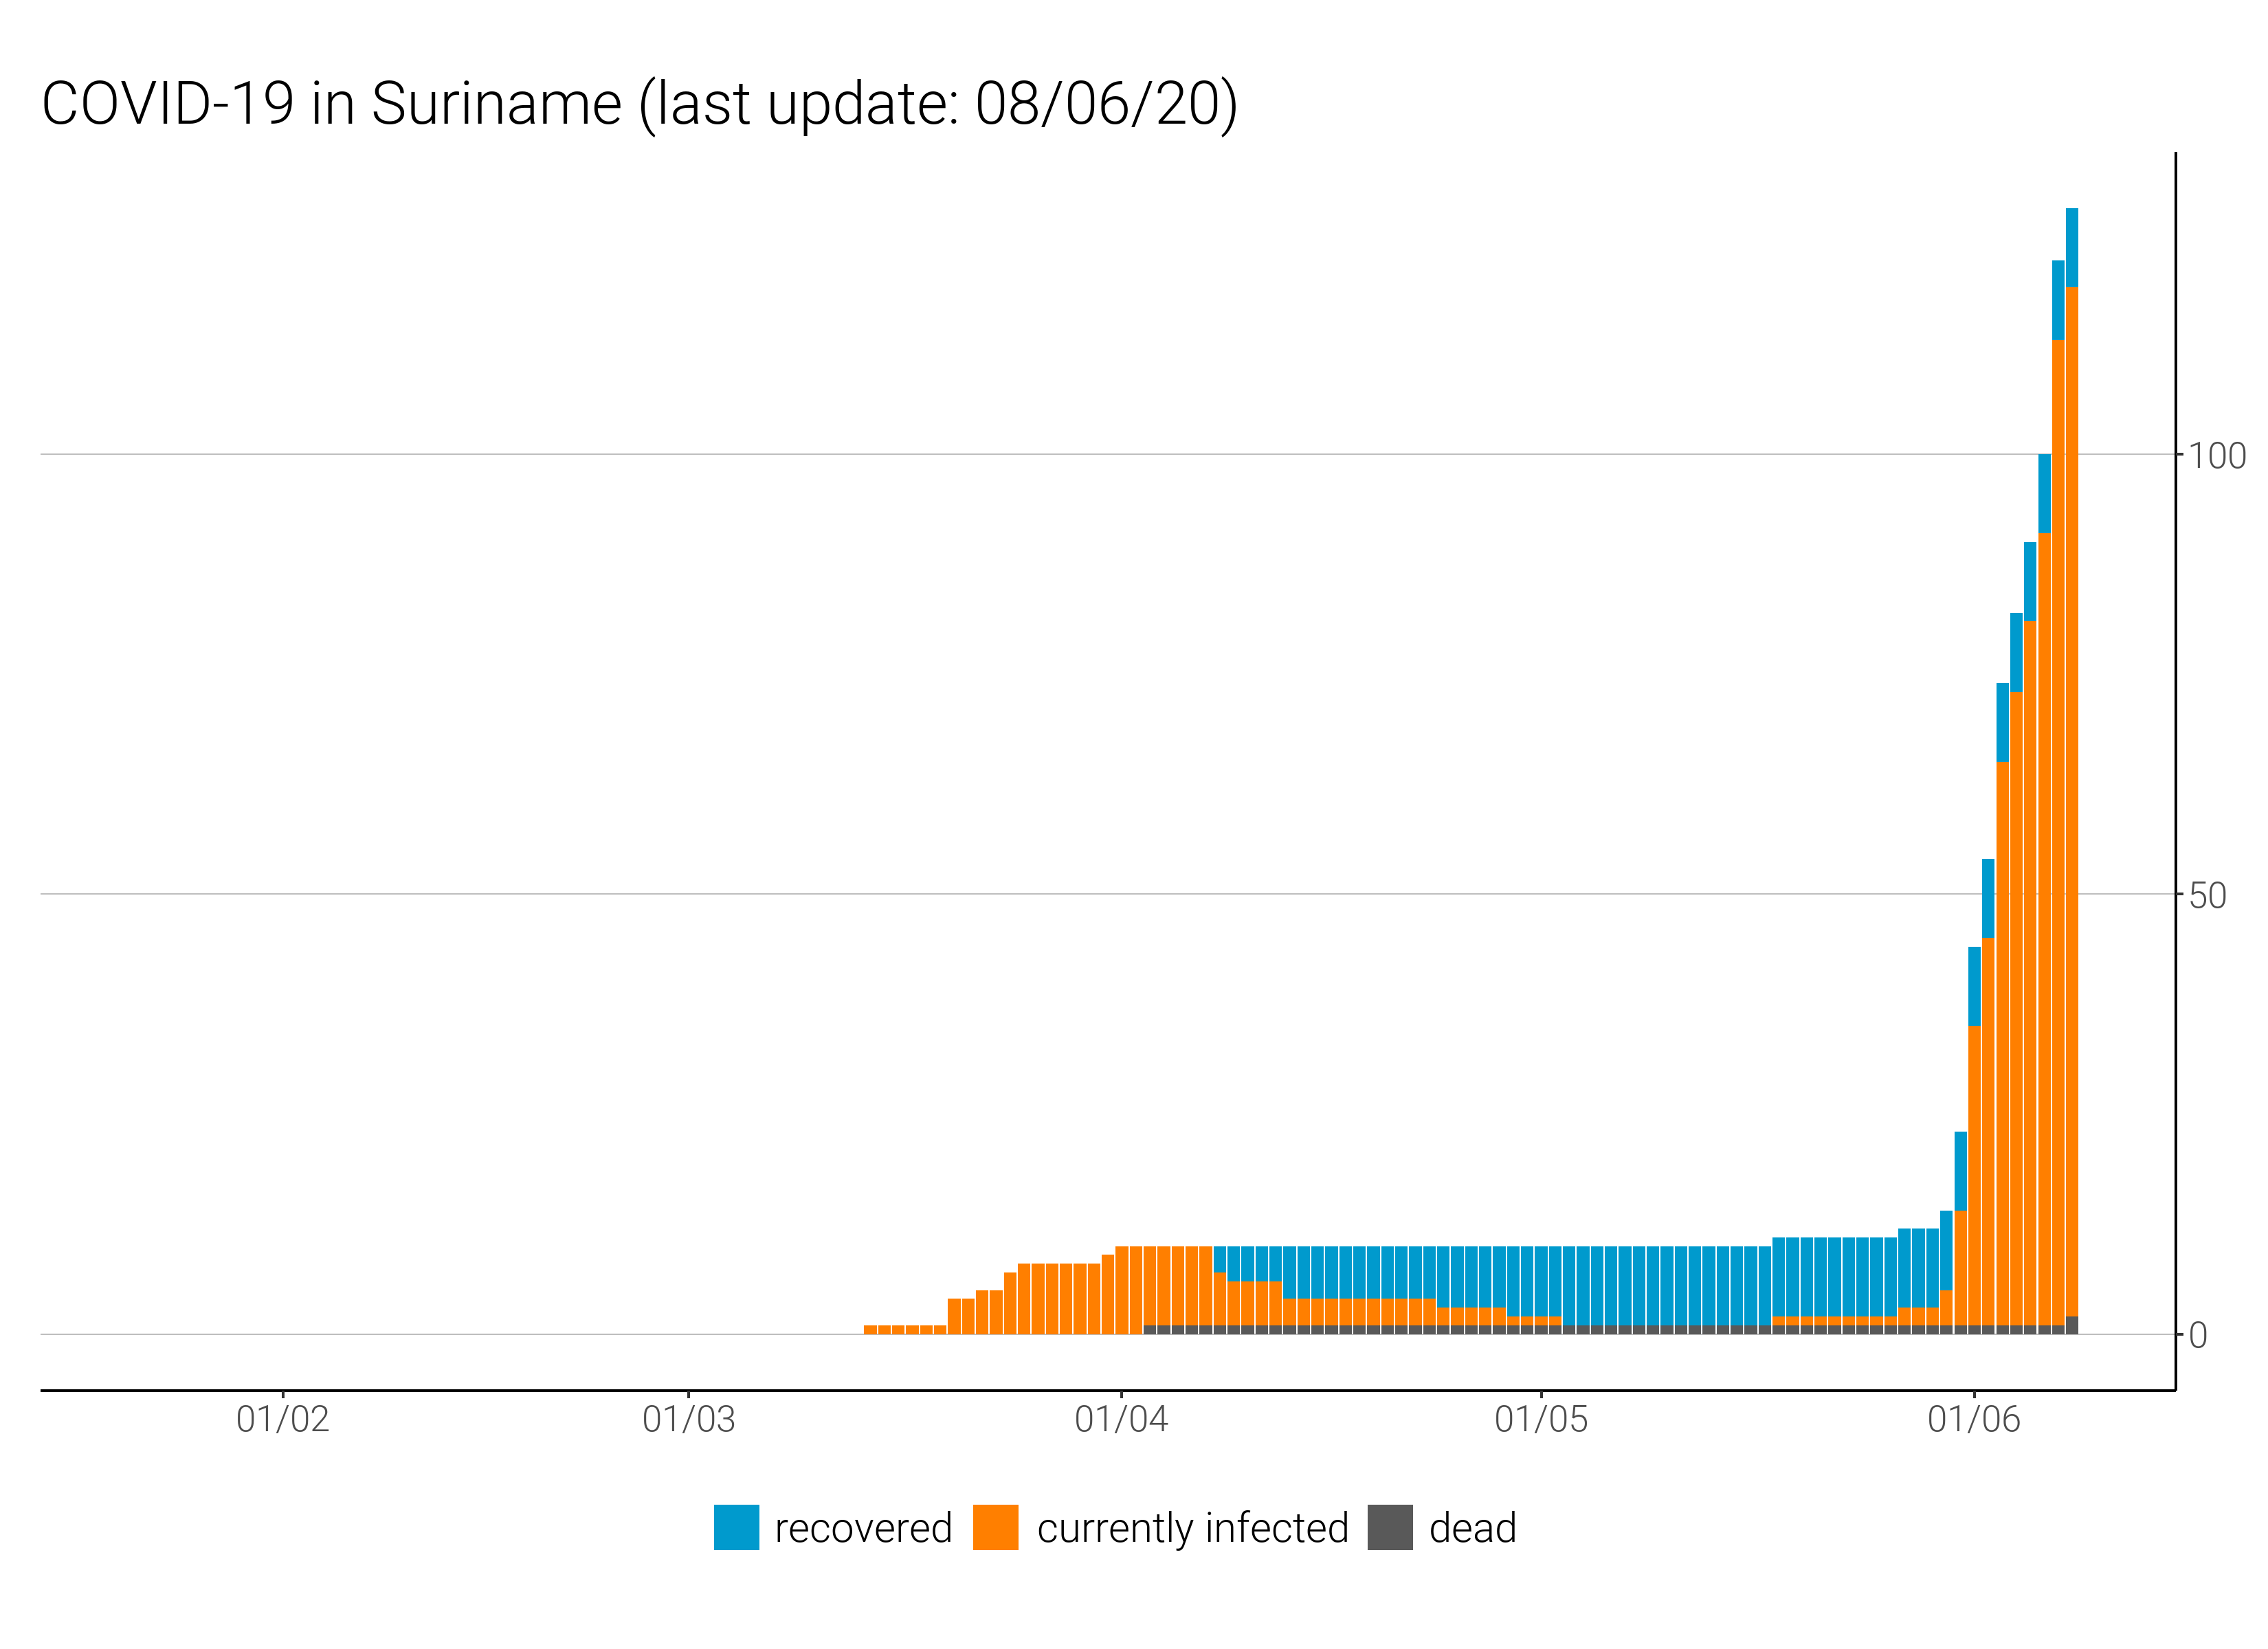 COVID-19 in Suriname (last update: 08/06/20)
100
50
0
01/02 01/03 01/04 01/05 01/06
recovered currently infected dead